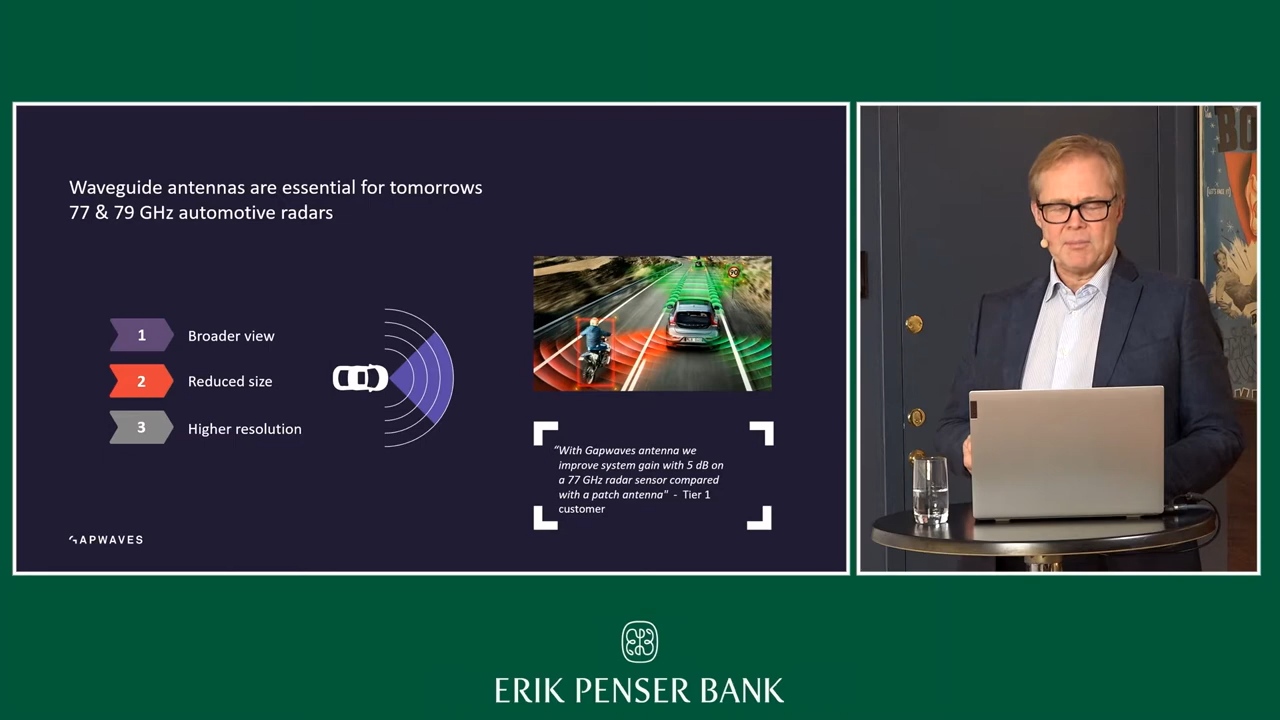 Waveguide antennas are essential for tomorrows
77 & 79 GHz automotive radars
1 Broader view
2 Reduced size
3 Higher resolution
90
“With Gapwaves antenna we
improve system gain with 5 dB on
a 77 GHz radar sensor compared
with a patch antenna" - Tier 1
customer
GAPWAVES
BO
ERIK PENSER BANK